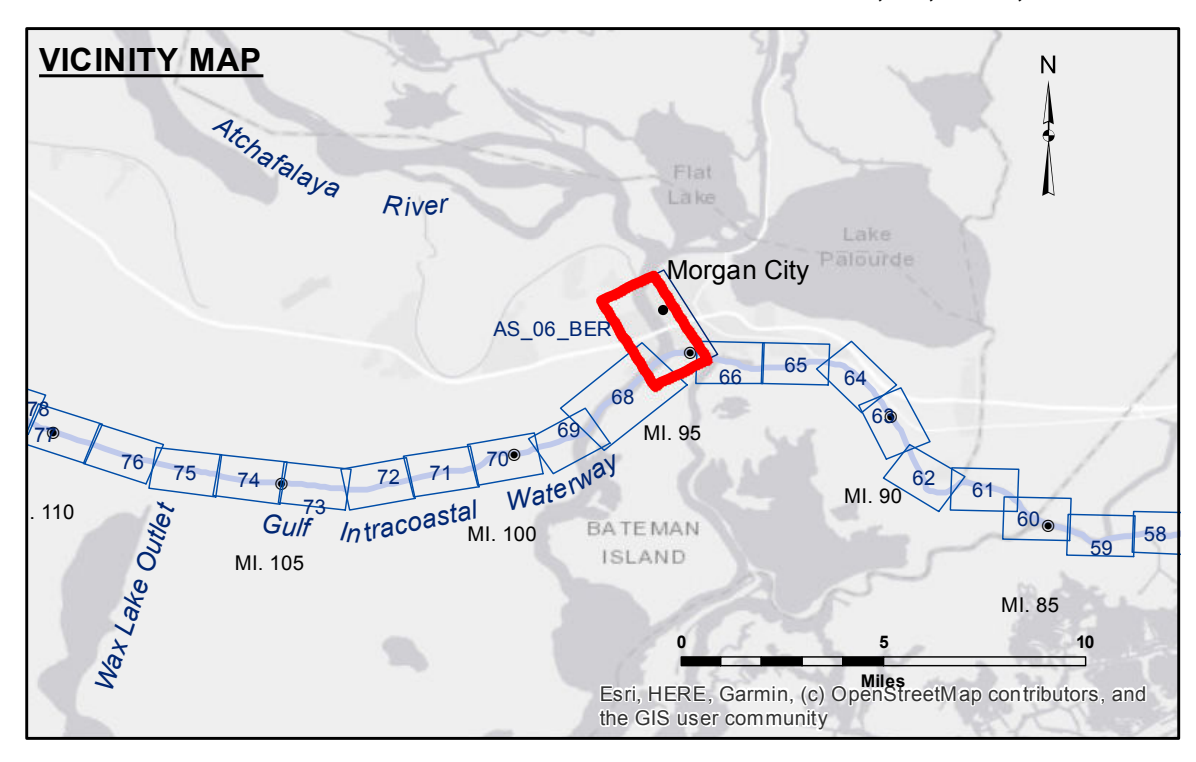 VICINITY MAP
N
Atchafalaya
River
Flat
Lake
Lake
Palourde
Morgan City
AS_06_BER
66
65
64
63
62
61
60
59
58
68
69
70
71
72
73
74
75
76
77
78
MI. 95
MI. 90
MI. 85
MI. 100
MI. 105
. 110
Gulf Intracoastal Waterway
Wax Lake Outlet
BATEMAN
ISLAND
0 5 10
Miles
Esri, HERE, Garmin, (c) OpenStreetMap contributors, and
the GIS user community